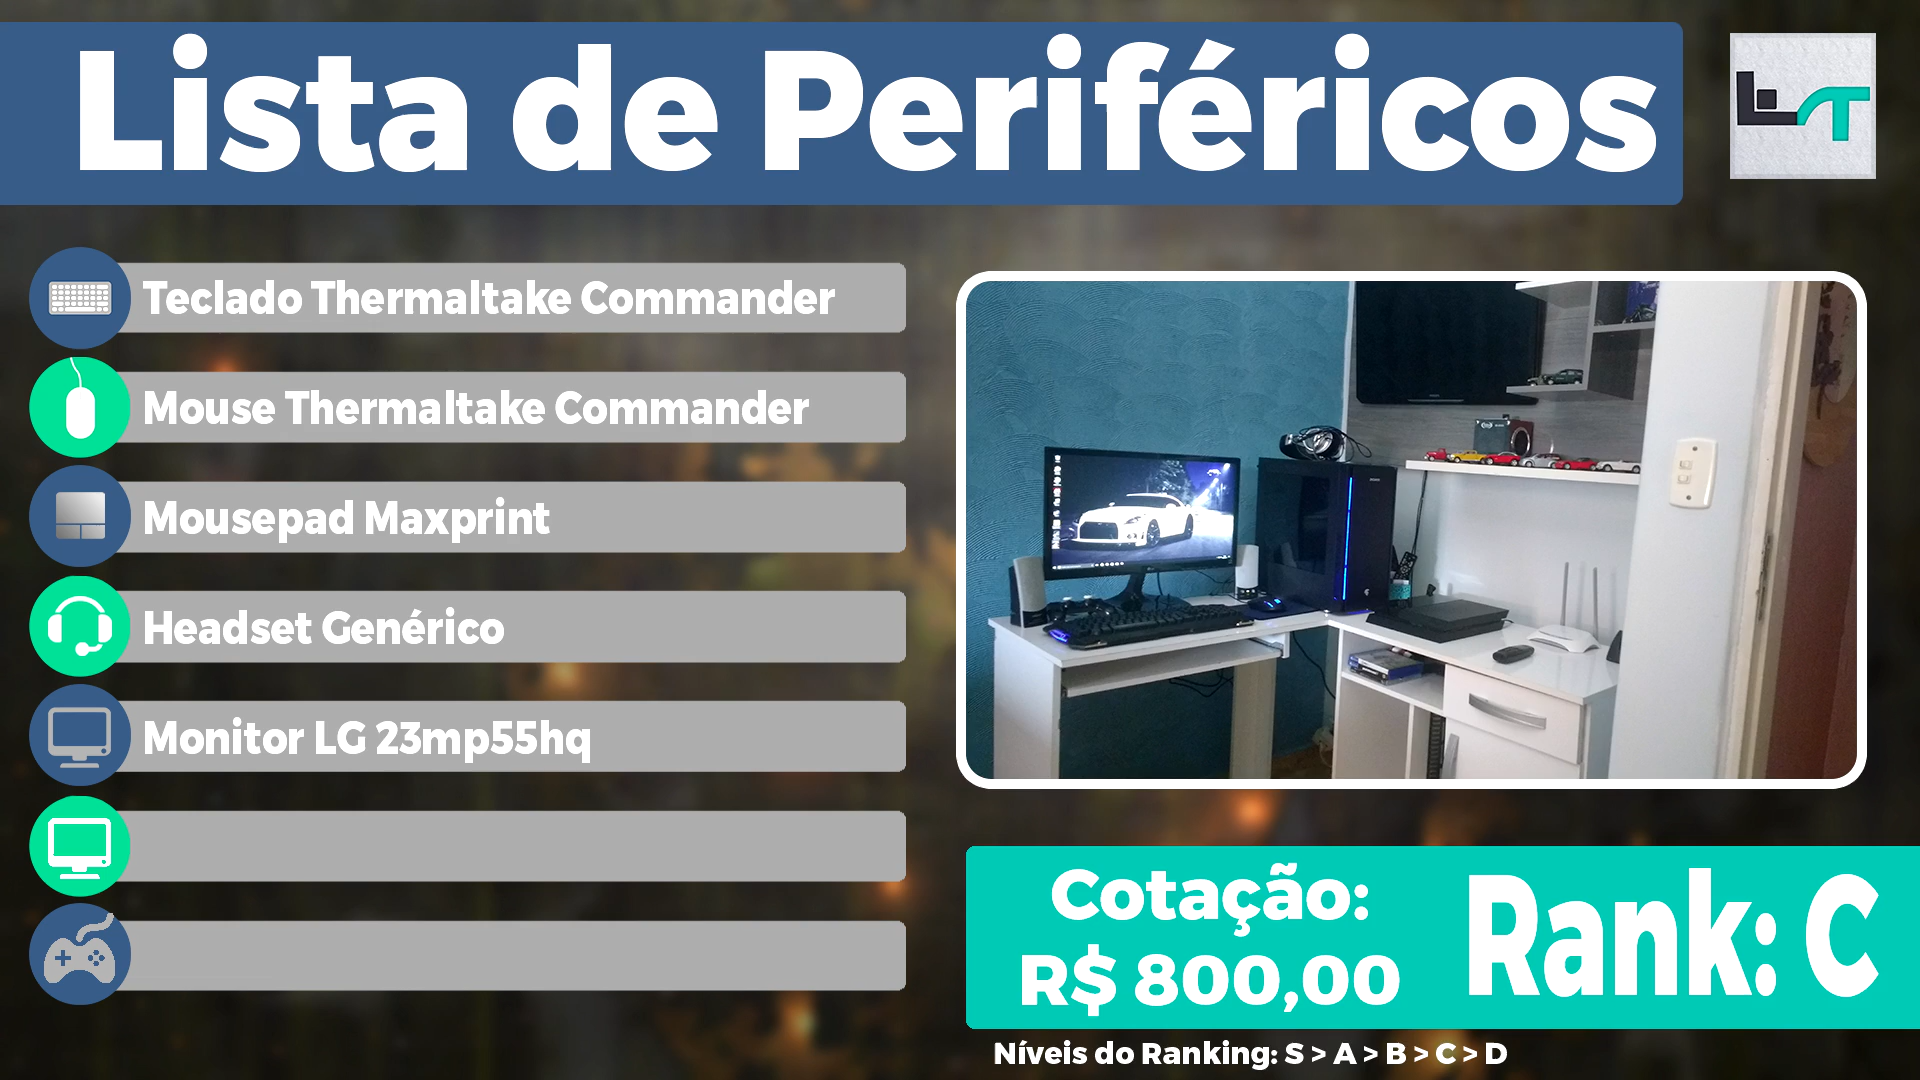 Lista de Periféricos
Teclado Thermaltake Commander
Mouse Thermaltake Commander
Mousepad Maxprint
Headset Genérico
Monitor LG 23mp55hq
Cotação:
R$ 800,00
Rank: C
Níveis do Ranking: S > A > B > C > D